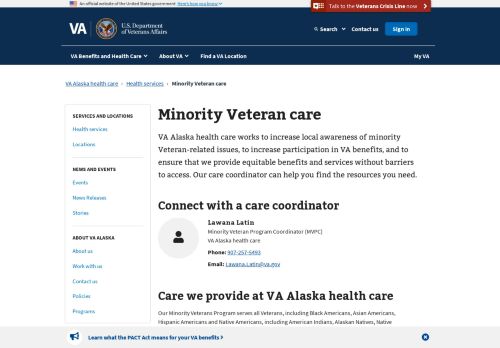 An official website of the United States government Here's how you know
Talk to the Veterans Crisis Line now
VA
U.S. Department of Veterans Affairs
Search
Contact us
Sign in
VA Benefits and Health Care
About VA
Find a VA Location
My VA
VA Alaska health care › Health services › Minority Veteran care
SERVICES AND LOCATIONS
Health services
Locations
NEWS AND EVENTS
Events
News Releases
Stories
ABOUT VA ALASKA
About us
Work with us
Contact us
Policies
Programs
Minority Veteran care
VA Alaska health care works to increase local awareness of minority
Veteran-related issues, to increase participation in VA benefits, and to
ensure that we provide equitable benefits and services without barriers
to access. Our care coordinator can help you find the resources you need.
Connect with a care coordinator
Lawana Latin
Minority Veteran Program Coordinator (MVPC)
VA Alaska health care
Phone: 907-257-5493
Email: Lawana.Latin@va.gov
Care we provide at VA Alaska health care
Our Minority Veterans Program serves all Veterans, including Black Americans, Asian Americans,
Hispanic Americans and Native Americans, including American Indians, Alaskan Natives, Native
Learn what the PACT Act means for your VA benefits